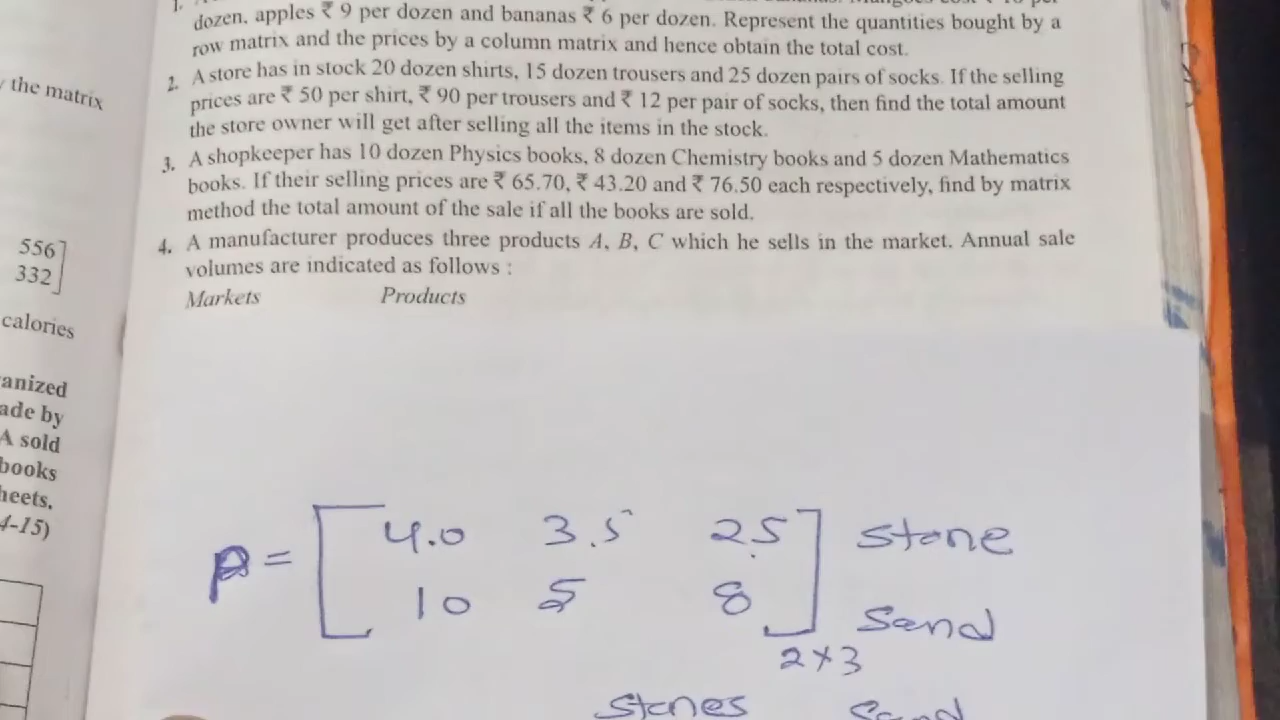 1.
dozen, apples ₹ 9 per dozen and bananas ₹ 6 per dozen. Represent the quantities bought by a
row matrix and the prices by a column matrix and hence obtain the total cost.
2. A store has in stock 20 dozen shirts, 15 dozen trousers and 25 dozen pairs of socks. If the selling
prices are ₹ 50 per shirt, ₹ 90 per trousers and ₹ 12 per pair of socks, then find the total amount
the store owner will get after selling all the items in the stock.
3. A shopkeeper has 10 dozen Physics books, 8 dozen Chemistry books and 5 dozen Mathematics
books. If their selling prices are ₹ 65.70, ₹ 43.20 and ₹ 76.50 each respectively, find by matrix
method the total amount of the sale if all the books are sold.
4. A manufacturer produces three products A, B, C which he sells in the market. Annual sale
volumes are indicated as follows :
Markets Products
the matrix
556]
332]
calories
anized
ade by
A sold
books
heets.
4-15)
P = [ 4.0 3.5 2.5 ] stone
10 5 8 Sand
2×3
stones Sand